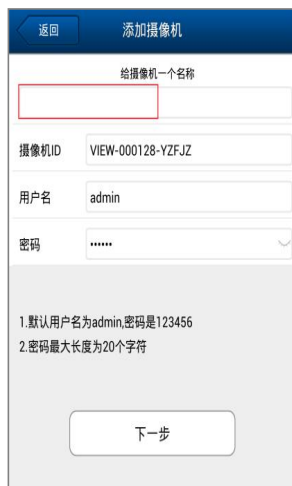 返回
添加摄像机
给摄像机一个名称
摄像机ID VIEW-000128-YZFJZ
用户名 admin
密码 ••••••
1.默认用户名为admin,密码是123456
2.密码最大长度为20个字符
下一步